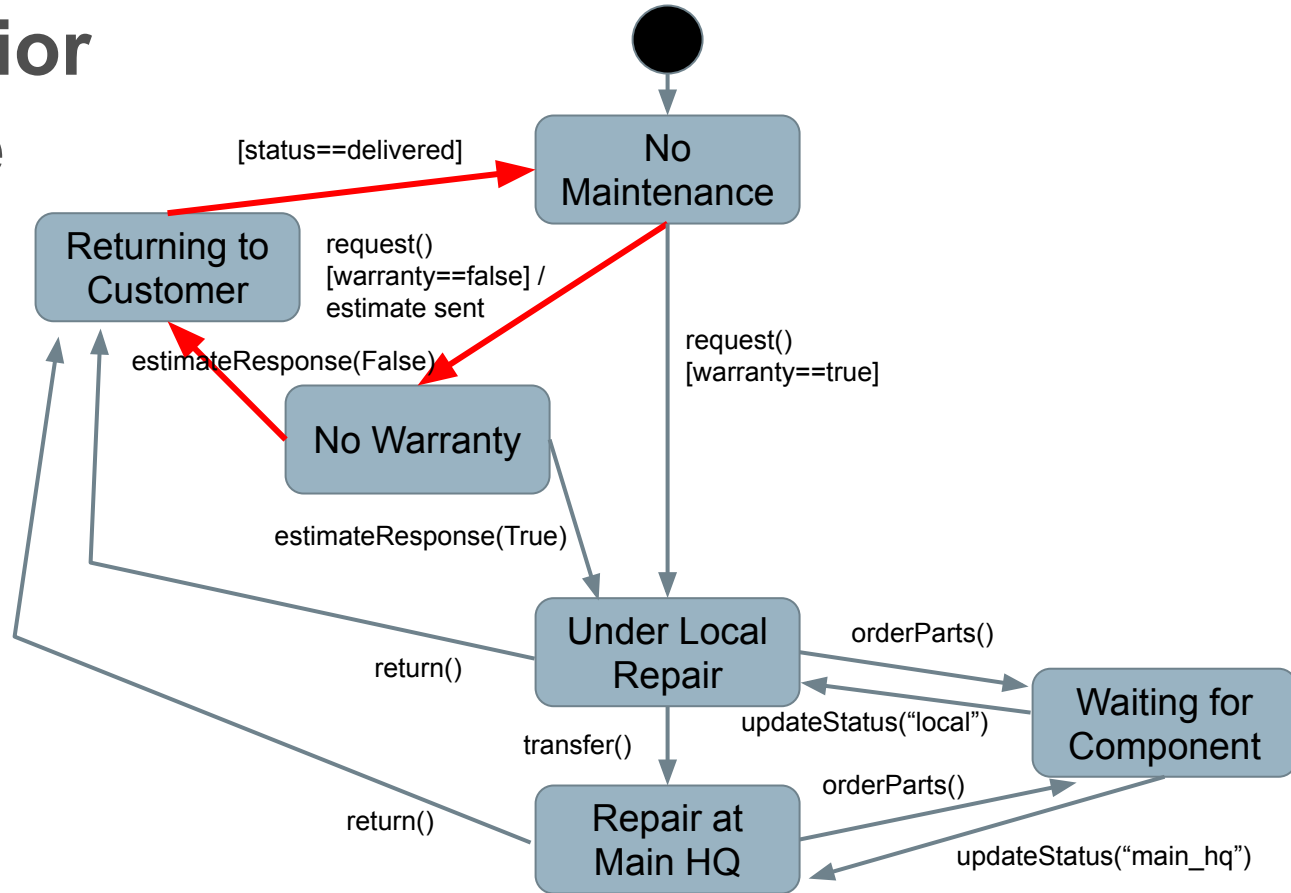 ior
e
No
Maintenance
[status==delivered]
Returning to
Customer
request()
[warranty==false] /
estimate sent
estimateResponse(False)
request()
[warranty==true]
No Warranty
estimateResponse(True)
Under Local
Repair
orderParts()
return()
Waiting for
Component
updateStatus(“local”)
transfer()
orderParts()
return()
Repair at
Main HQ
updateStatus(“main_hq”)